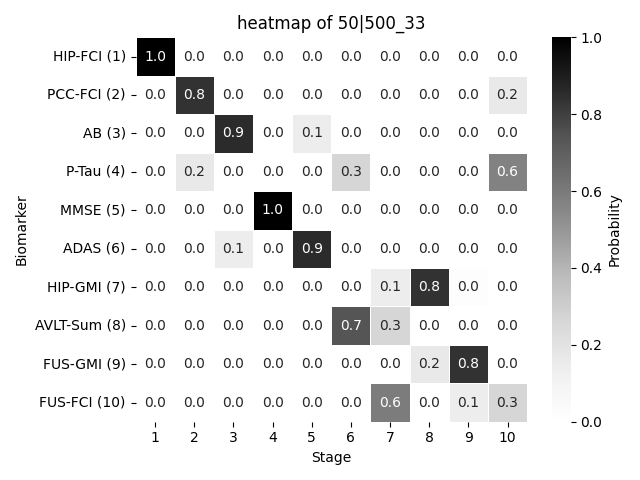 heatmap of 50|500_33
HIP-FCI (1) 1.0 0.0 0.0 0.0 0.0 0.0 0.0 0.0 0.0 0.0
PCC-FCI (2) 0.0 0.8 0.0 0.0 0.0 0.0 0.0 0.0 0.0 0.2
AB (3) 0.0 0.0 0.9 0.0 0.1 0.0 0.0 0.0 0.0 0.0
P-Tau (4) 0.0 0.2 0.0 0.0 0.0 0.3 0.0 0.0 0.0 0.6
MMSE (5) 0.0 0.0 0.0 1.0 0.0 0.0 0.0 0.0 0.0 0.0
ADAS (6) 0.0 0.0 0.1 0.0 0.9 0.0 0.0 0.0 0.0 0.0
HIP-GMI (7) 0.0 0.0 0.0 0.0 0.0 0.0 0.1 0.8 0.0 0.0
AVLT-Sum (8) 0.0 0.0 0.0 0.0 0.0 0.7 0.3 0.0 0.0 0.0
FUS-GMI (9) 0.0 0.0 0.0 0.0 0.0 0.0 0.0 0.2 0.8 0.0
FUS-FCI (10) 0.0 0.0 0.0 0.0 0.0 0.0 0.6 0.0 0.1 0.3
1 2 3 4 5 6 7 8 9 10
Stage
Biomarker
1.0
0.8
0.6
0.4
0.2
0.0
Probability